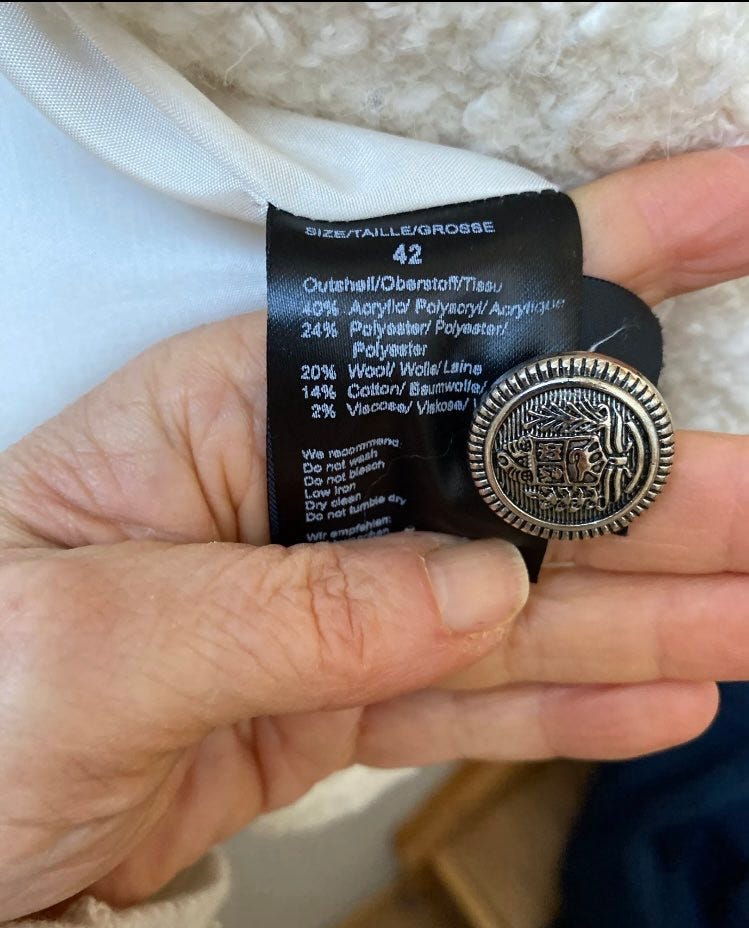 SIZE/TAILLE/GROSSE
42
Outshell/Oberstoff/Tissu
40% Acrylic/ Polyacryl/ Acrylique
24% Polyester/ Polyester/
Polyester
20% Wool/ Wolle/ Laine
14% Cotton/ Baumwolle/
2% Viscose/ Viskose/
We recommend
Do not wash
Do not bleach
Low iron
Dry clean
Do not tumble dry
Wir empfehlen: